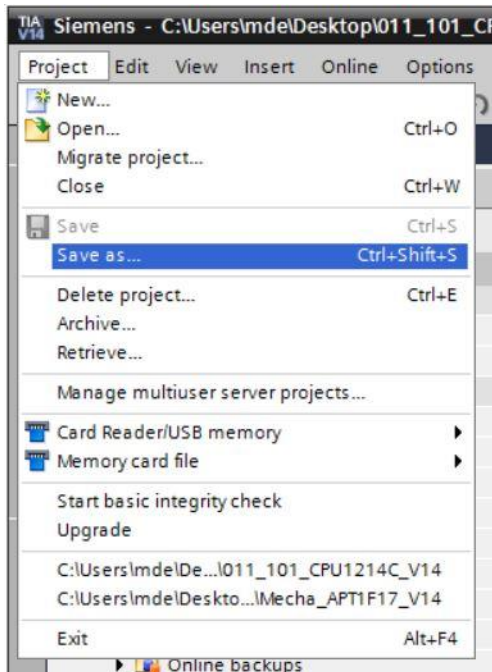 TIA V14 Siemens - C:\Users\mde\Desktop\011_101_CP
Project Edit View Insert Online Options
New...
Open... Ctrl+O
Migrate project...
Close Ctrl+W
Save Ctrl+S
Save as... Ctrl+Shift+S
Delete project... Ctrl+E
Archive...
Retrieve...
Manage multiuser server projects...
Card Reader/USB memory
Memory card file
Start basic integrity check
Upgrade
C:\Users\mde\De...\011_101_CPU1214C_V14
C:\Users\mde\Deskto...\Mecha_APT1F17_V14
Exit Alt+F4
Online backups